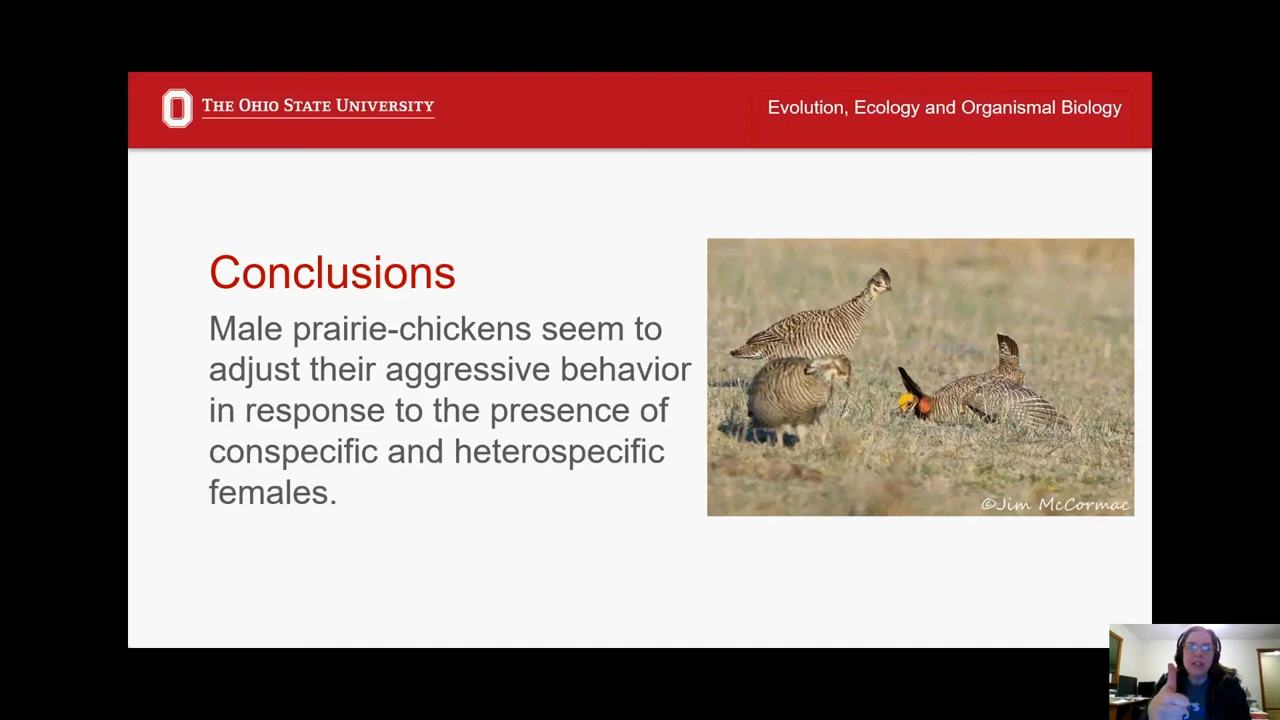 THE OHIO STATE UNIVERSITY
Evolution, Ecology and Organismal Biology
Conclusions
Male prairie-chickens seem to
adjust their aggressive behavior
in response to the presence of
conspecific and heterospecific
females.
©Jim McCormac